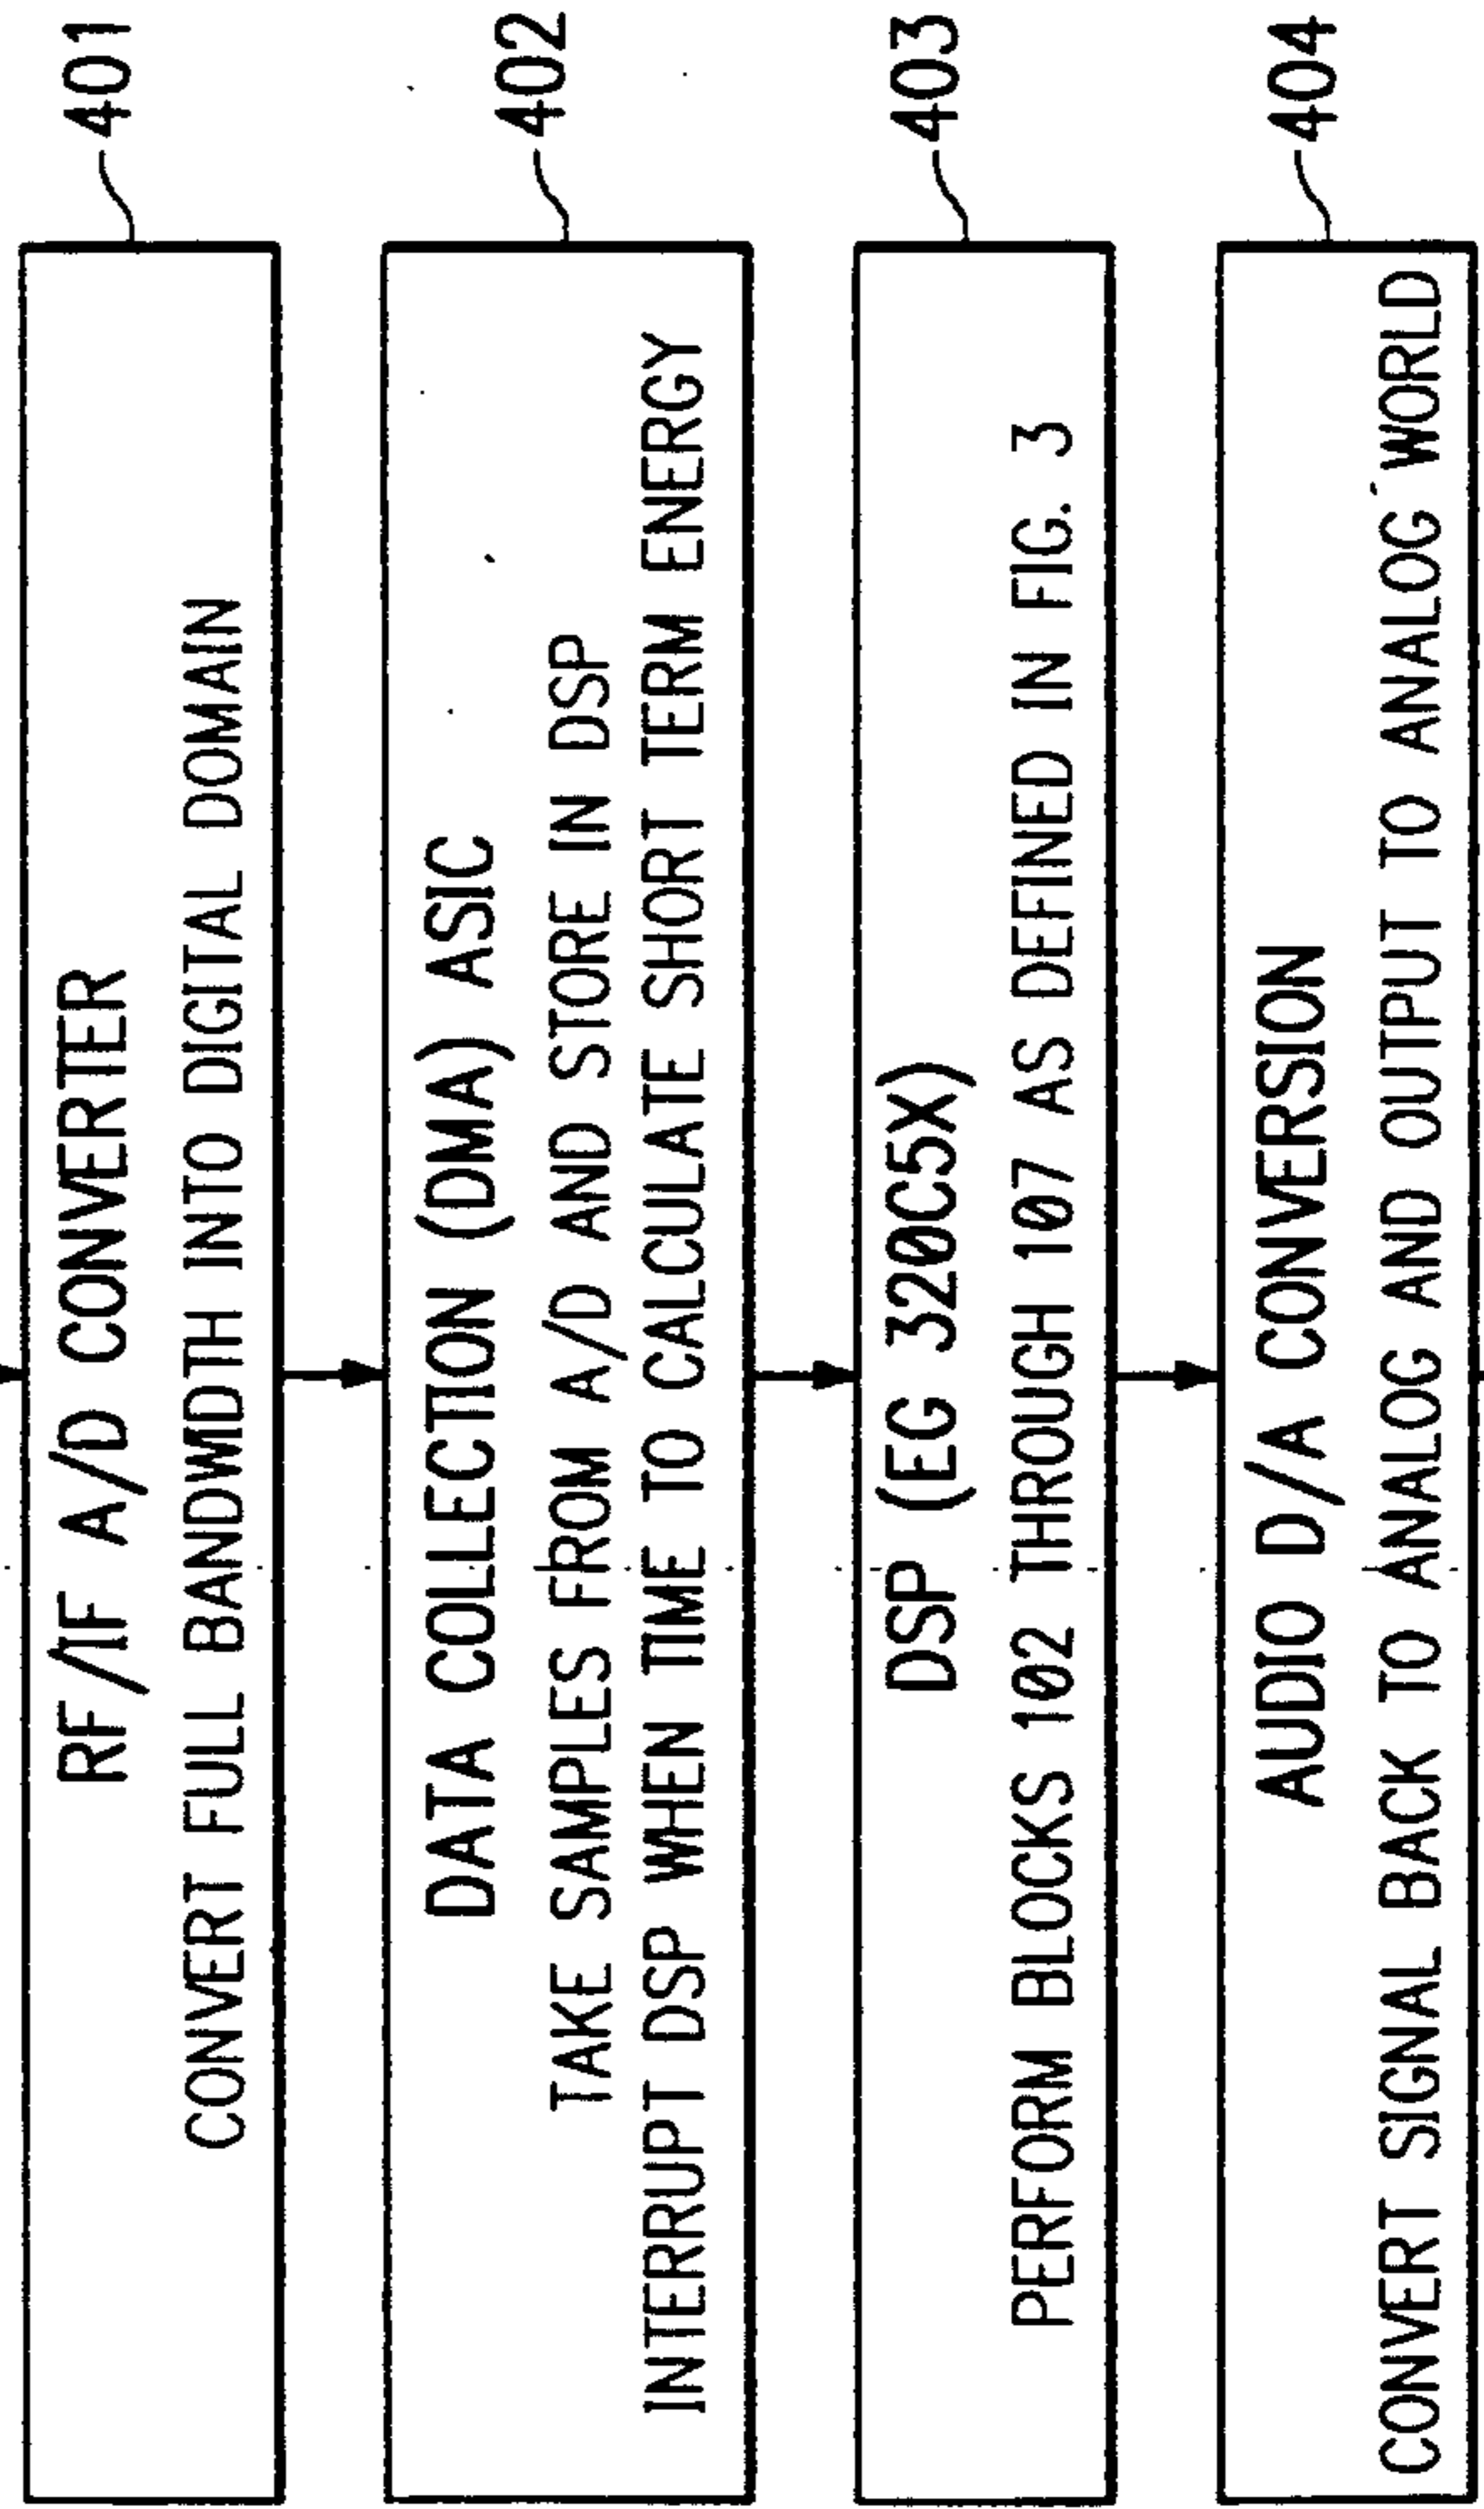 RF/IF A/D CONVERTER
CONVERT FULL BANDWIDTH INTO DIGITAL DOMAIN
401
DATA COLLECTION (DMA) ASIC
TAKE SAMPLES FROM A/D AND STORE IN DSP
INTERRUPT DSP WHEN TIME TO CALCULATE SHORT TERM ENERGY
402
DSP (EG 320C5X)
PERFORM BLOCKS 102 THROUGH 107 AS DEFINED IN FIG. 3
403
AUDIO D/A CONVERSION
CONVERT SIGNAL BACK TO ANALOG AND OUTPUT TO ANALOG WORLD
404